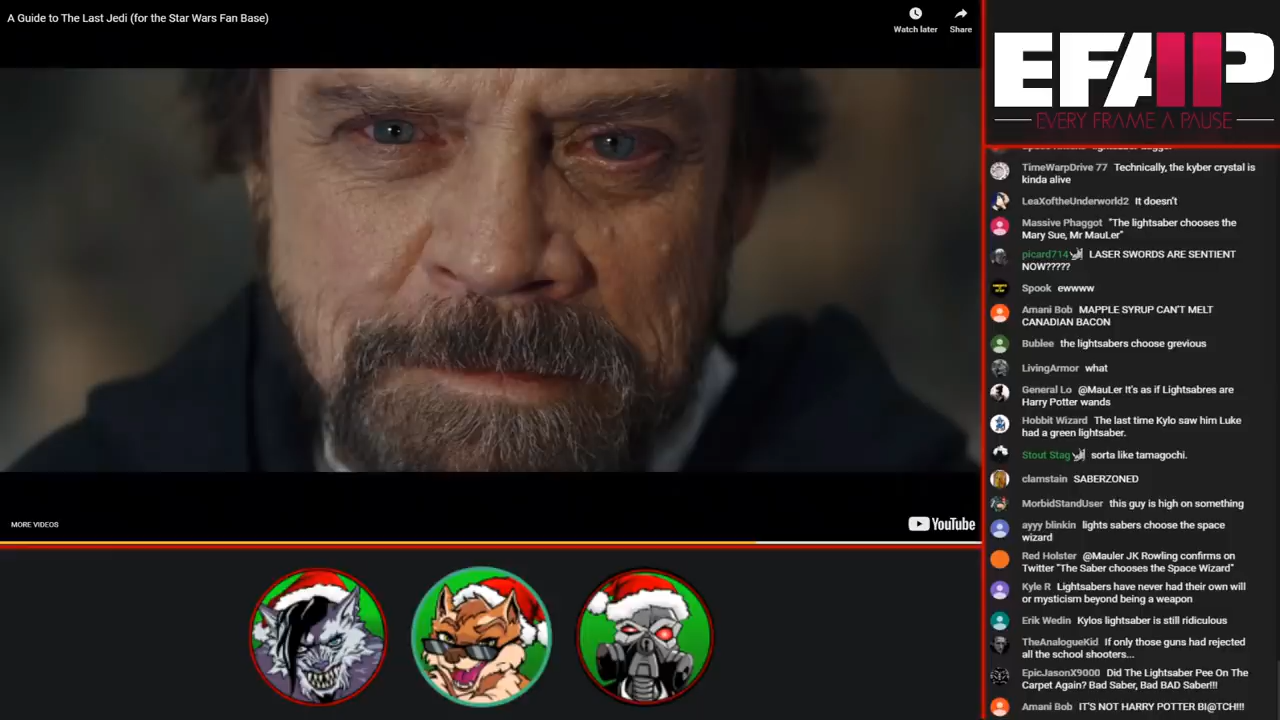 A Guide to The Last Jedi (for the Star Wars Fan Base)
Watch later
Share
MORE VIDEOS
YouTube
EFAP
EVERY FRAME A PAUSE
TimeWarpDrive 77 Technically, the kyber crystal is
kinda alive
LeaXoftheUnderworld2 It doesn't
Massive Phaggot "The lightsaber chooses the
Mary Sue, Mr MauLer"
picard714 LASER SWORDS ARE SENTIENT
NOW?????
Spook ewwww
Amani Bob MAPPLE SYRUP CAN'T MELT
CANADIAN BACON
Bublee the lightsabers choose grevious
LivingArmor what
General Lo @MauLer It's as if Lightsabres are
Harry Potter wands
Hobbit Wizard The last time Kylo saw him Luke
had a green lightsaber.
Stout Stag sorta like tamagochi.
clamstain SABERZONED
MorbidStandUser this guy is high on something
ayyy blinkin lights sabers choose the space
wizard
Red Holster @Mauler JK Rowling confirms on
Twitter "The Saber chooses the Space Wizard"
Kyle R Lightsabers have never had their own will
or mysticism beyond being a weapon
Erik Wedin Kylos lightsaber is still ridiculous
TheAnalogueKid If only those guns had rejected
all the school shooters...
EpicJasonX9000 Did The Lightsaber Pee On The
Carpet Again? Bad Saber, Bad BAD Saber!!!
Amani Bob IT'S NOT HARRY POTTER BI@TCH!!!